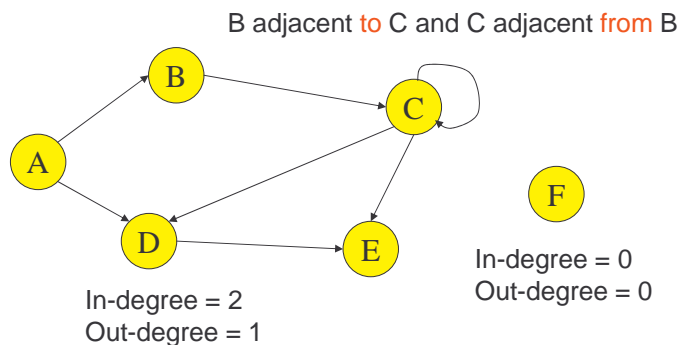 B adjacent to C and C adjacent from B
B
C
A
F
D
E
In-degree = 0
Out-degree = 0
In-degree = 2
Out-degree = 1